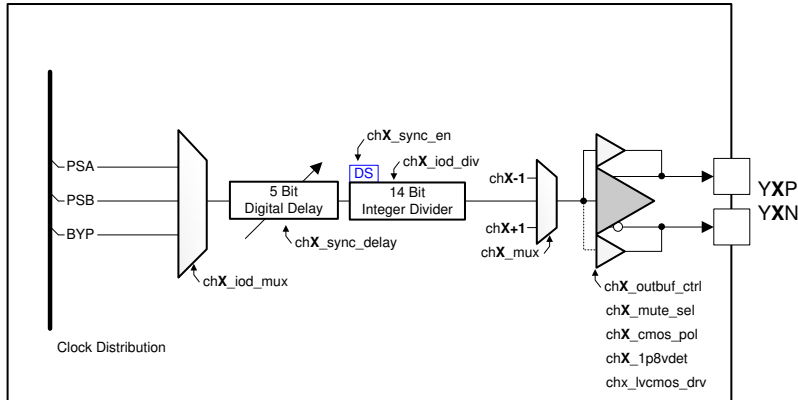 chX_sync_en
chX_iod_div
DS
PSA
PSB
BYP
5 Bit
Digital Delay
14 Bit
Integer Divider
chX-1
chX+1
chX_mux
YXP
YXN
chX_sync_delay
chX_iod_mux
chX_outbuf_ctrl
chX_mute_sel
chX_cmos_pol
chX_1p8vdet
chx_lvcmos_drv
Clock Distribution